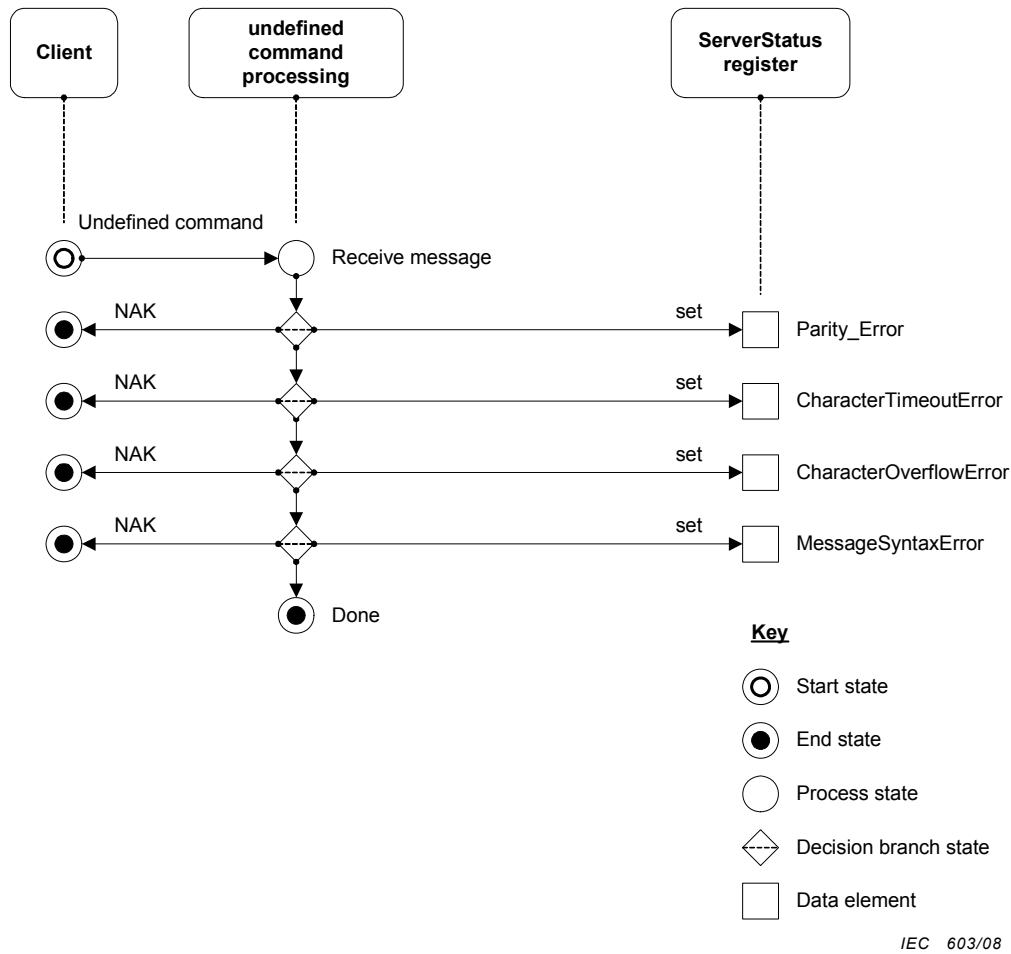 Client
undefined
command
processing
ServerStatus
register
Undefined command
Receive message
NAK
set
Parity_Error
NAK
set
CharacterTimeoutError
NAK
set
CharacterOverflowError
NAK
set
MessageSyntaxError
Done
Key
Start state
End state
Process state
Decision branch state
Data element
IEC 603/08